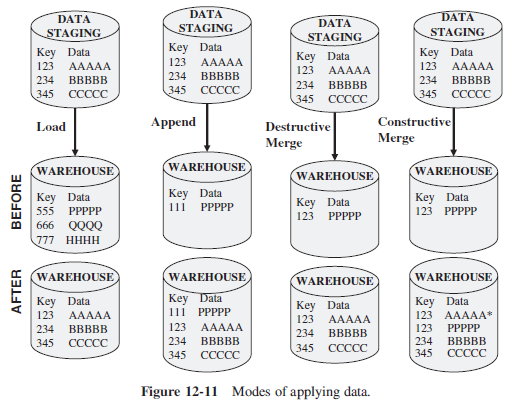 DATA
STAGING
Key Data
123 AAAAA
234 BBBBB
345 CCCCC
DATA
STAGING
Key Data
123 AAAAA
234 BBBBB
345 CCCCC
DATA
STAGING
Key Data
123 AAAAA
234 BBBBB
345 CCCCC
DATA
STAGING
Key Data
123 AAAAA
234 BBBBB
345 CCCCC
Load
Append
Destructive
Merge
Constructive
Merge
BEFORE
WAREHOUSE
Key Data
555 PPPPP
666 QQQQ
777 HHHH
WAREHOUSE
Key Data
111 PPPPP
WAREHOUSE
Key Data
123 PPPPP
WAREHOUSE
Key Data
123 PPPPP
AFTER
WAREHOUSE
Key Data
123 AAAAA
234 BBBBB
345 CCCCC
WAREHOUSE
Key Data
111 PPPPP
123 AAAAA
234 BBBBB
345 CCCCC
WAREHOUSE
Key Data
123 AAAAA
234 BBBBB
345 CCCCC
WAREHOUSE
Key Data
123 AAAAA*
123 PPPPP
234 BBBBB
345 CCCCC
Figure 12-11 Modes of applying data.